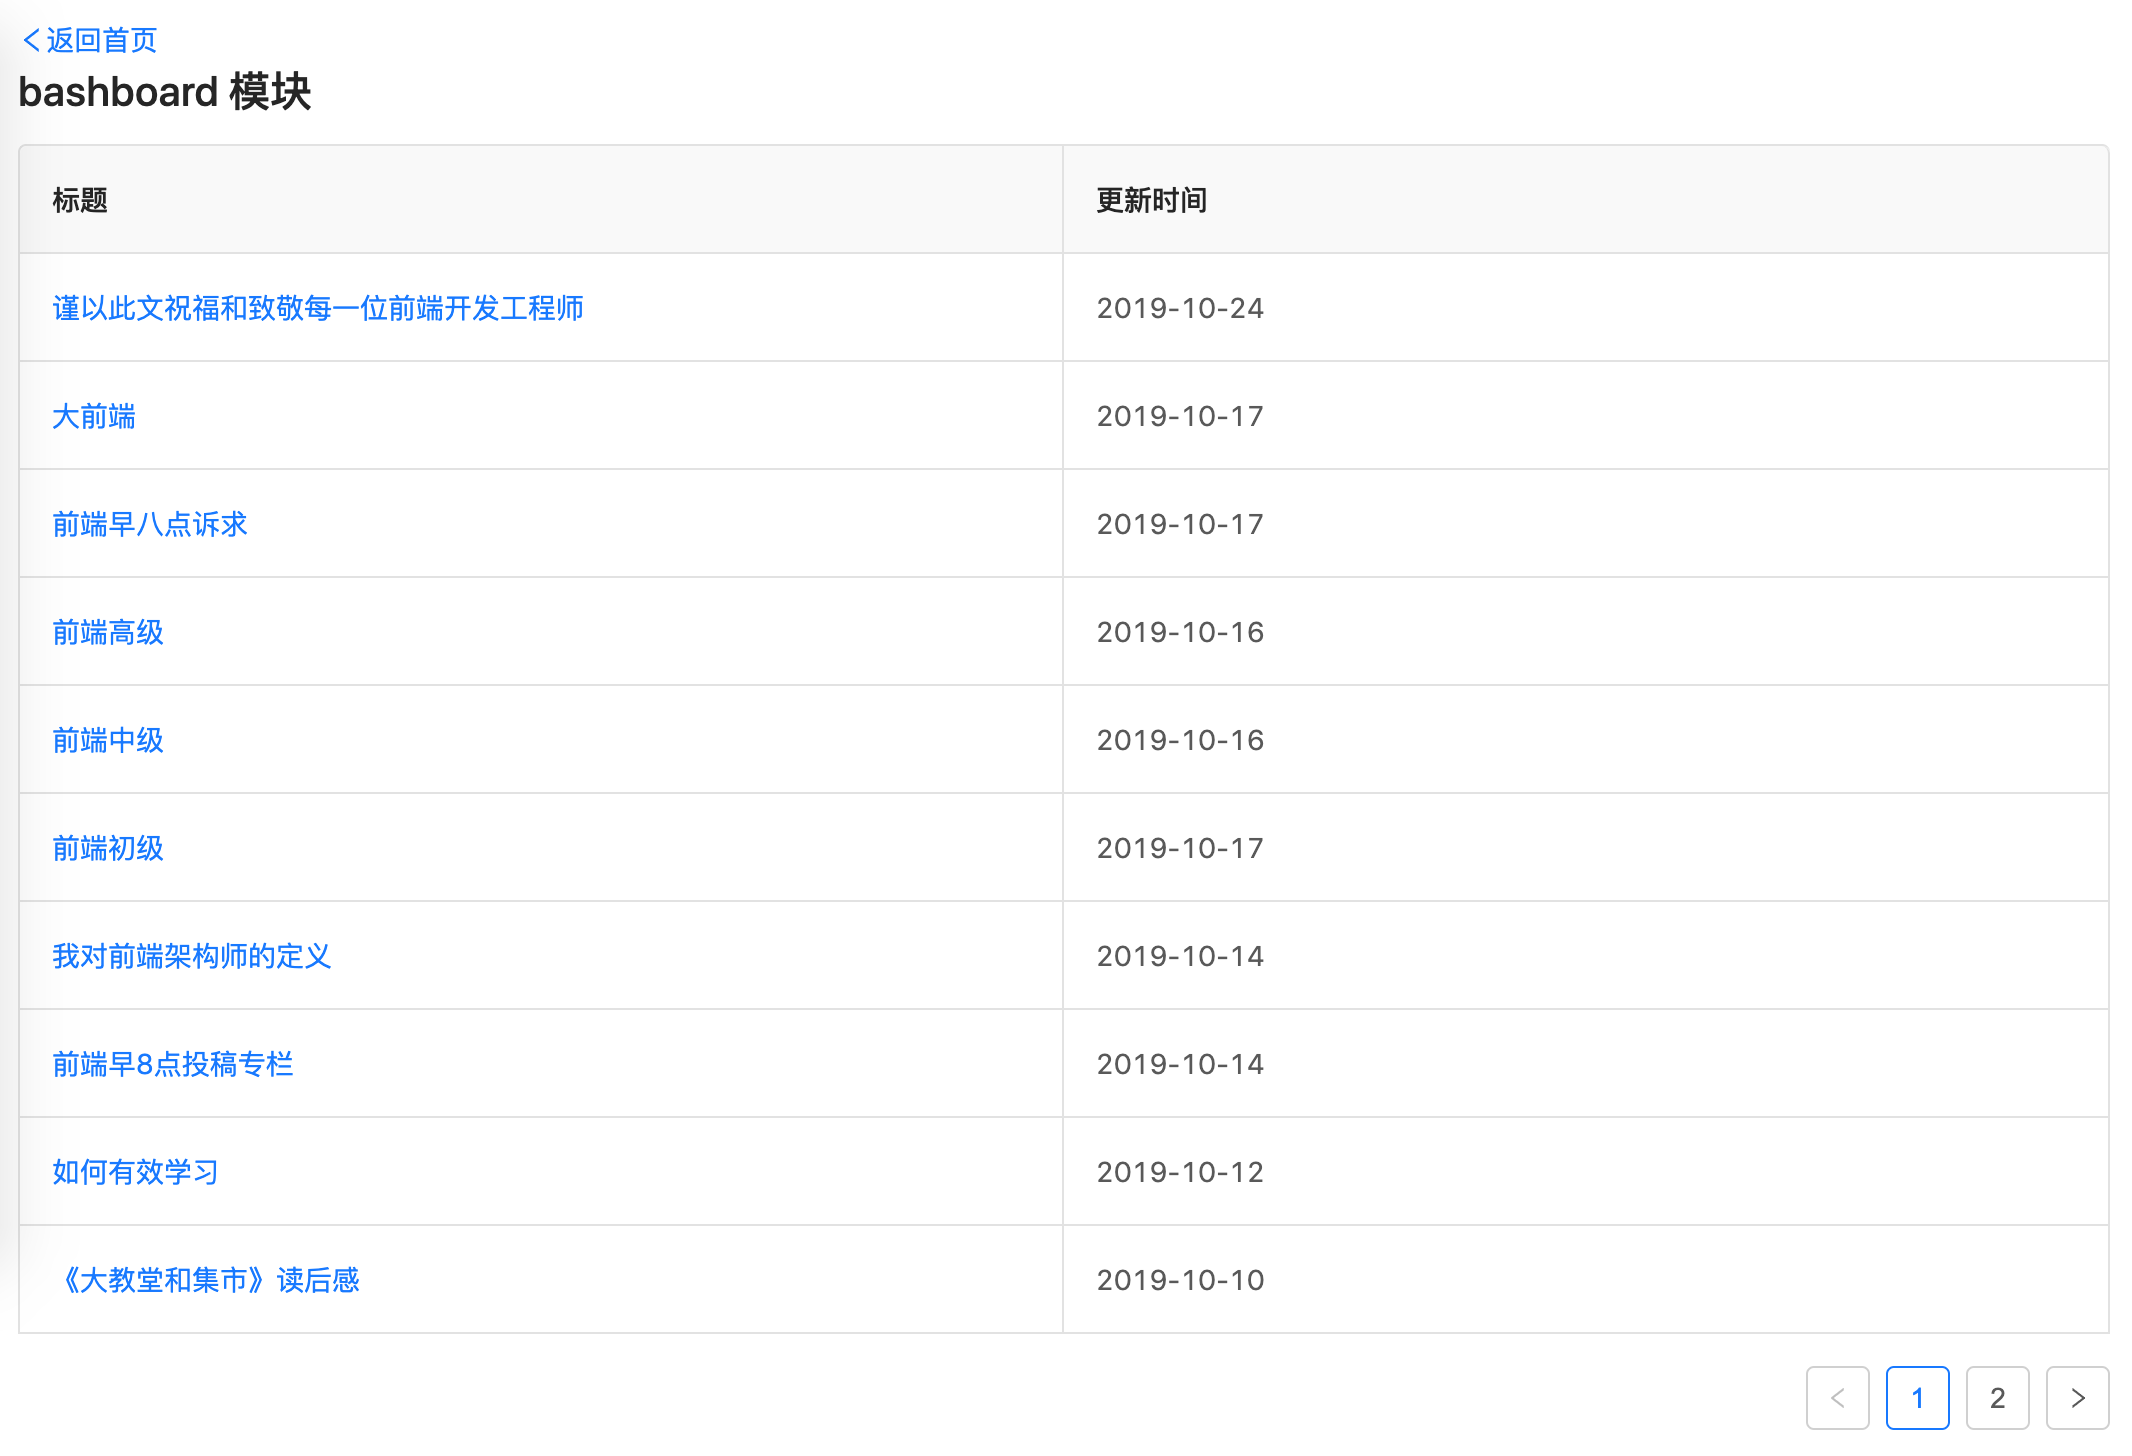 返回首页
bashboard 模块
标题 更新时间
谨以此文祝福和致敬每一位前端开发工程师 2019-10-24
大前端 2019-10-17
前端早八点诉求 2019-10-17
前端高级 2019-10-16
前端中级 2019-10-16
前端初级 2019-10-17
我对前端架构师的定义 2019-10-14
前端早8点投稿专栏 2019-10-14
如何有效学习 2019-10-12
《大教堂和集市》读后感 2019-10-10
1 2